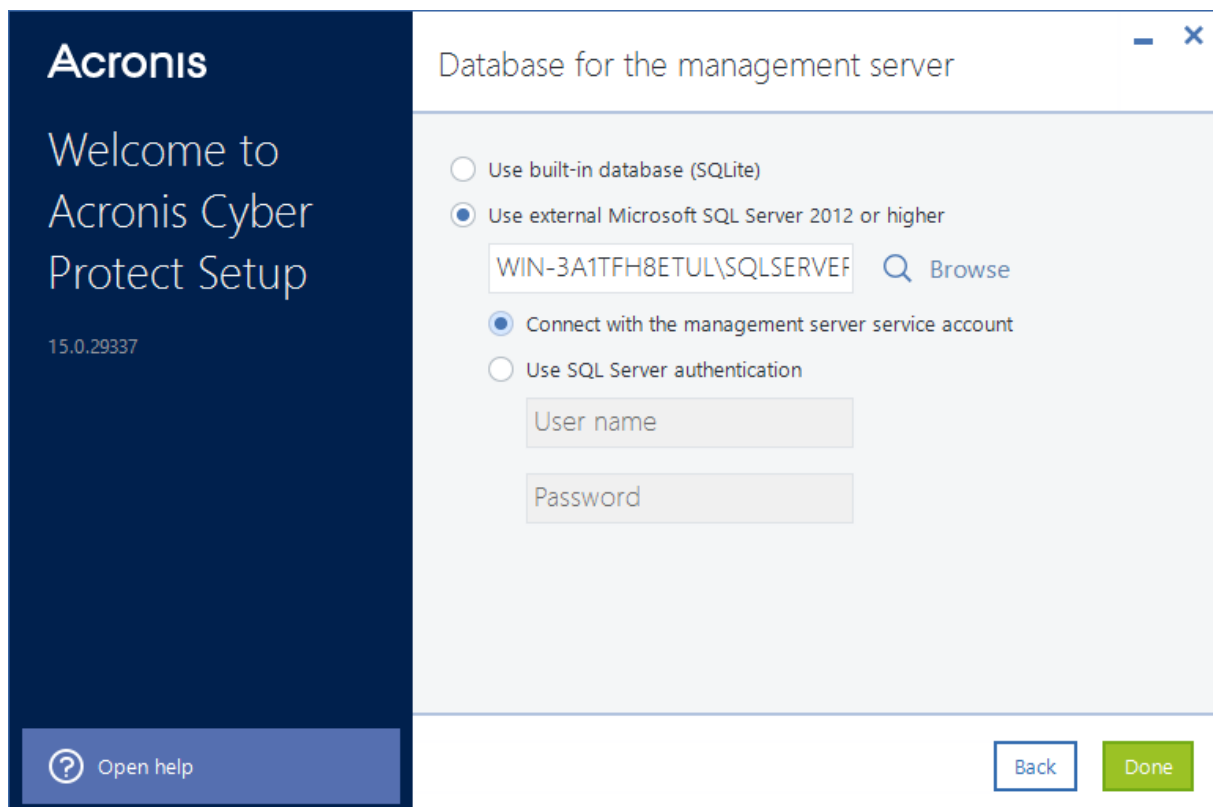 Acronis
Welcome to
Acronis Cyber
Protect Setup
15.0.29337
Open help
Database for the management server
Use built-in database (SQLite)
Use external Microsoft SQL Server 2012 or higher
WIN-3A1TFH8ETUL\SQLSERVER
Browse
Connect with the management server service account
Use SQL Server authentication
User name
Password
Back
Done